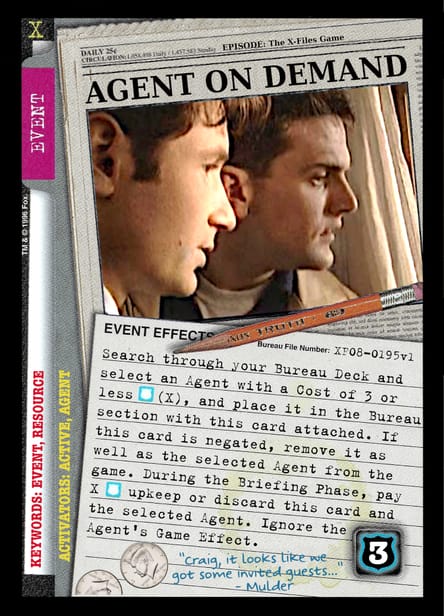 X
EVENT
TM & © 1996 Fox
KEYWORDS: EVENT, RESOURCE
ACTIVATORS: ACTIVE, AGENT
DAILY 25¢
EPISODE: The X-Files Game
AGENT ON DEMAND
EVENT EFFECTS
Bureau File Number: XF08-0195v1
Search through your Bureau Deck and
select an Agent with a Cost of 3 or
less (X), and place it in the Bureau
section with this card attached. If
this card is negated, remove it as
well as the selected Agent from the
game. During the Briefing Phase, pay
X upkeep or discard this card and
the selected Agent. Ignore the
Agent's Game Effect.
3
"Craig, it looks like we
got some invited guests..."
- Mulder